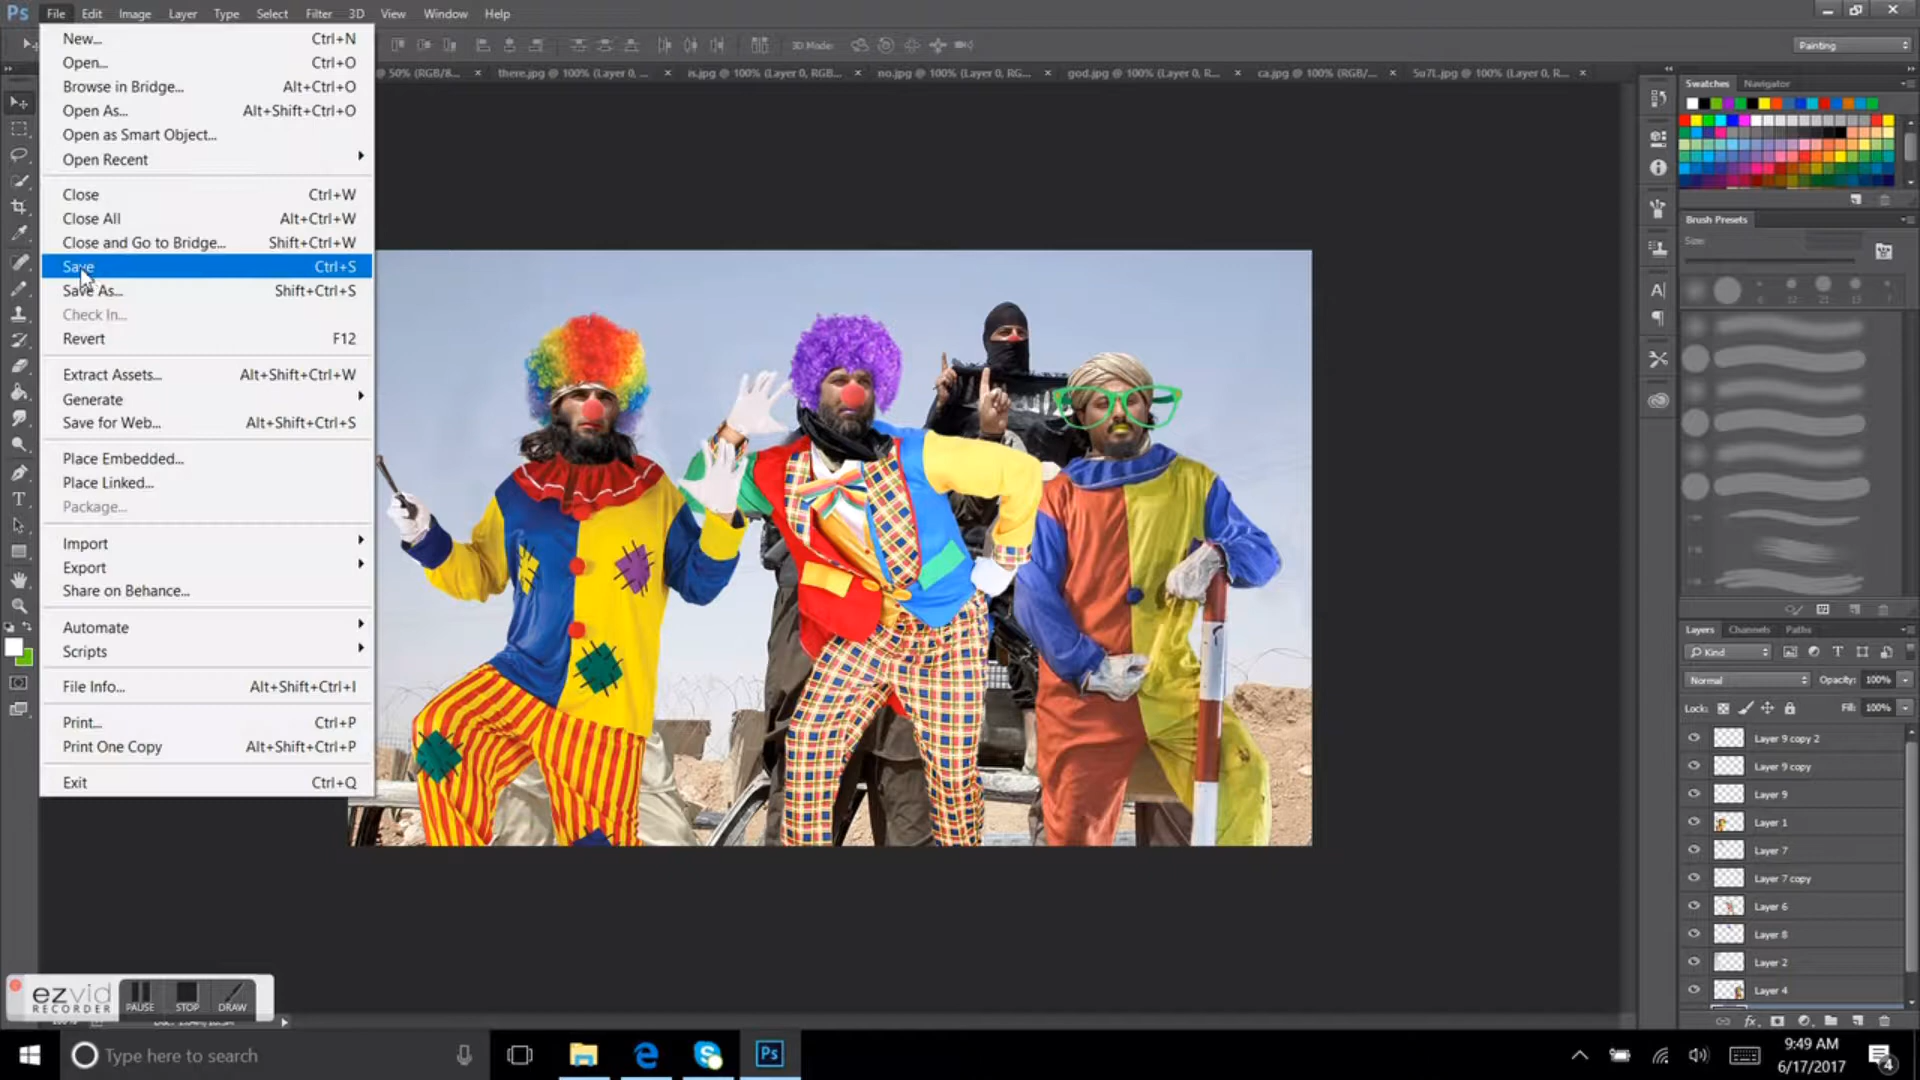 Ps File Edit Image Layer Type Select Filter 3D View Window Help
New... Ctrl+N
Open... Ctrl+O
Browse in Bridge... Alt+Ctrl+O
Open As... Alt+Shift+Ctrl+O
Open as Smart Object...
Open Recent
Close Ctrl+W
Close All Alt+Ctrl+W
Close and Go to Bridge... Shift+Ctrl+W
Save Ctrl+S
Save As... Shift+Ctrl+S
Check In...
Revert F12
Extract Assets... Alt+Shift+Ctrl+W
Generate
Save for Web... Alt+Shift+Ctrl+S
Place Embedded...
Place Linked...
Package...
Import
Export
Share on Behance...
Automate
Scripts
File Info... Alt+Shift+Ctrl+I
Print... Ctrl+P
Print One Copy Alt+Shift+Ctrl+P
Exit Ctrl+Q
3D Mode:
Painting
@ 50% (RGB/8... × there.jpg @ 100% (Layer 0, ... × is.jpg @ 100% (Layer 0, RGB... × no.jpg @ 100% (Layer 0, RG... × god.jpg @ 100% (Layer 0, R... × ca.jpg @ 100% (RGB/... × 5u7L.jpg @ 100% (Layer 0, R... ×
Swatches Navigator
Brush Presets
Size:
Layers Channels Paths
Kind
Normal Opacity: 100%
Lock: Fill: 100%
Layer 9 copy 2
Layer 9 copy
Layer 9
Layer 1
Layer 7
Layer 7 copy
Layer 6
Layer 8
Layer 2
Layer 4
ezvid
RECORDER
PAUSE STOP DRAW
Type here to search
Ps
9:49 AM
6/17/2017
4